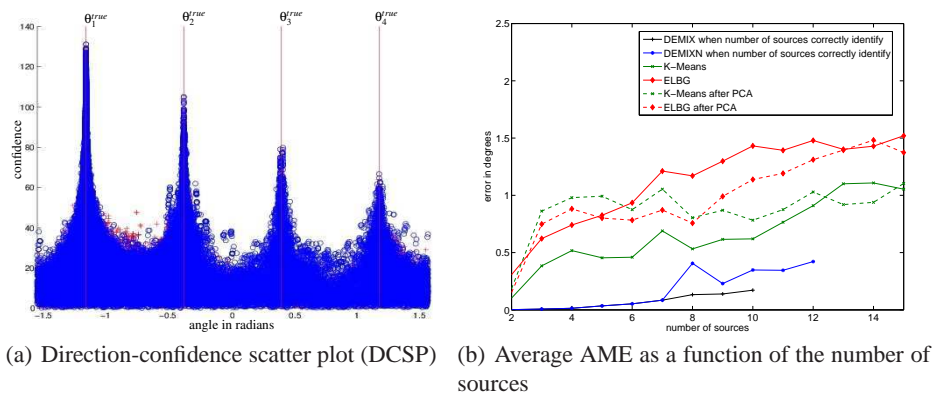 θ₁ᵗʳᵘᵉ θ₂ᵗʳᵘᵉ θ₃ᵗʳᵘᵉ θ₄ᵗʳᵘᵉ
140
120
100
80
60
40
20
0
confidence
−1.5 −1 −0.5 0 0.5 1 1.5
angle in radians
(a) Direction-confidence scatter plot (DCSP)
DEMIX when number of sources correctly identify
DEMIXN when number of sources correctly identify
K−Means
ELBG
K−Means after PCA
ELBG after PCA
2.5
2
1.5
1
0.5
0
error in degrees
2 4 6 8 10 12 14
number of sources
(b) Average AME as a function of the number of
sources